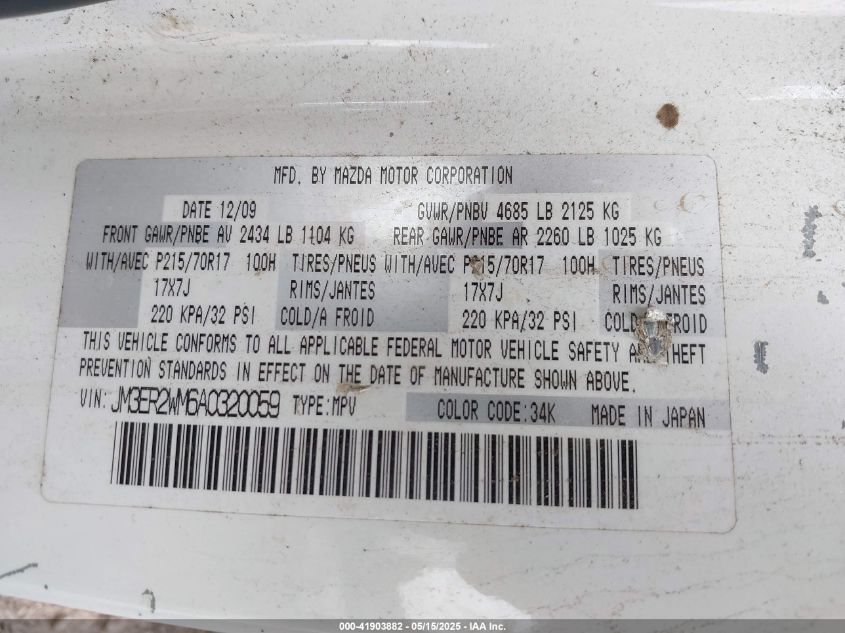 MFD. BY MAZDA MOTOR CORPORATION
DATE 12/09 GVWR/PNBV 4685 LB 2125 KG
FRONT GAWR/PNBE AV 2434 LB 1104 KG REAR GAWR/PNBE AR 2260 LB 1025 KG
WITH/AVEC P215/70R17 100H TIRES/PNEUS WITH/AVEC P215/70R17 100H TIRES/PNEUS
17X7J RIMS/JANTES 17X7J RIMS/JANTES
220 KPA/32 PSI COLD/A FROID 220 KPA/32 PSI COLD/A FROID
THIS VEHICLE CONFORMS TO ALL APPLICABLE FEDERAL MOTOR VEHICLE SAFETY AND THEFT
PREVENTION STANDARDS IN EFFECT ON THE DATE OF MANUFACTURE SHOWN ABOVE.
VIN: JM3ER2WM6A0320059 TYPE:MPV COLOR CODE:34K MADE IN JAPAN
000-41903882 - 05/15/2025 - IAA Inc.